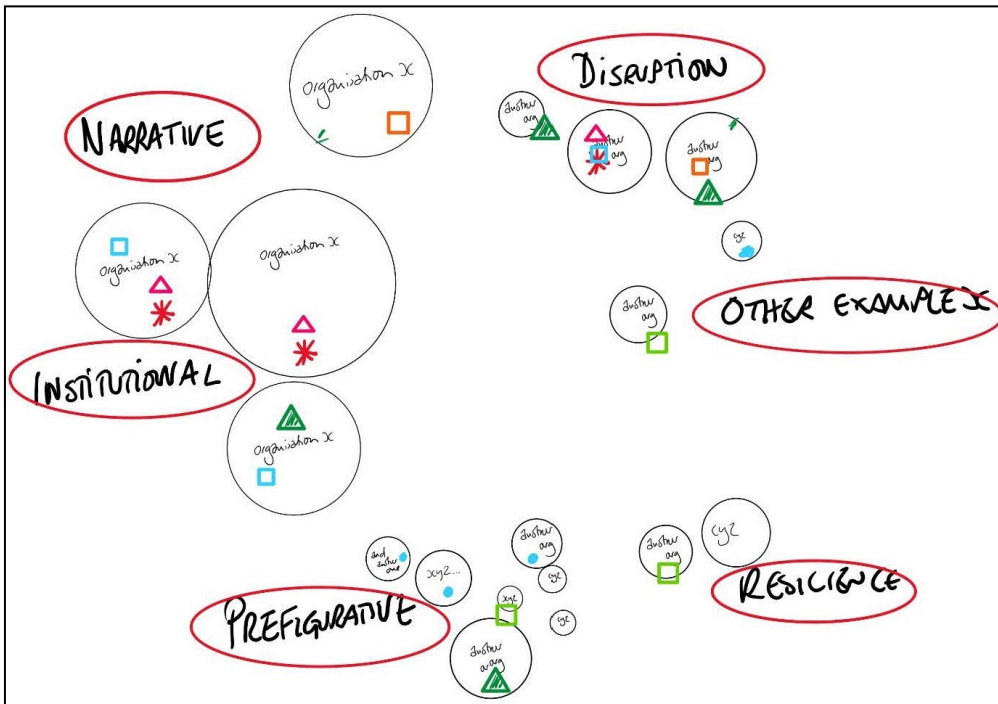 organisation x
DISRUPTION
NARRATIVE
another
org
another
org
another
org
xyz
organisation x
organisation x
another
org
OTHER EXAMPLE X
INSTITUTIONAL
organisation x
and
another
one
xyz...
another
org
xyz
xyz
xyz
another
org
xyz
RESILIENCE
PREFIGURATIVE
another
org